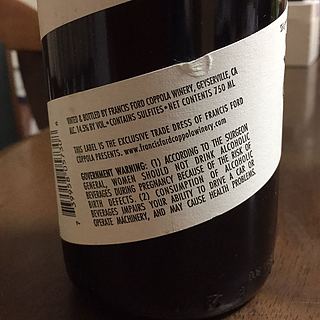 VINTED & BOTTLED BY FRANCIS FORD COPPOLA WINERY, GEYSERVILLE, CA
ALC. 14.5% BY VOL • CONTAINS SULFITES • NET CONTENTS 750 ML
THIS LABEL IS THE EXCLUSIVE TRADE DRESS OF FRANCIS FORD
COPPOLA PRESENTS. www.francisfordcoppolawinery.com
GOVERNMENT WARNING: (1) ACCORDING TO THE SURGEON
GENERAL, WOMEN SHOULD NOT DRINK ALCOHOLIC
BEVERAGES DURING PREGNANCY BECAUSE OF THE RISK OF
BIRTH DEFECTS. (2) CONSUMPTION OF ALCOHOLIC
BEVERAGES IMPAIRS YOUR ABILITY TO DRIVE A CAR OR
OPERATE MACHINERY, AND MAY CAUSE HEALTH PROBLEMS.